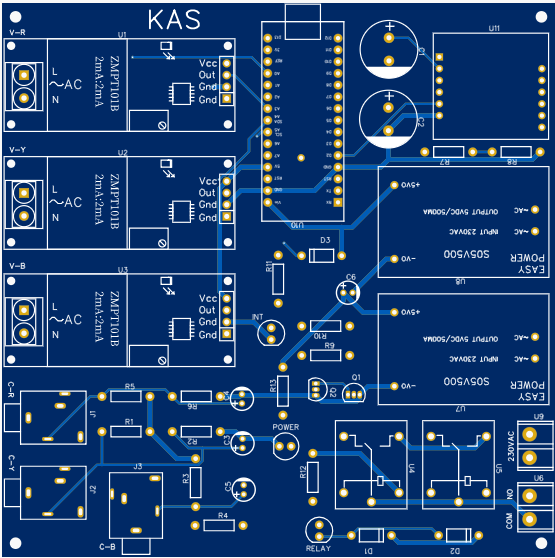 KAS
V-R
U1
L
~AC
N
ZMPT101B
2mA:2mA
Vcc
Out
Gnd
Gnd
V-Y
U2
L
~AC
N
ZMPT101B
2mA:2mA
Vcc
Out
Gnd
Gnd
V-B
U3
L
~AC
N
ZMPT101B
2mA:2mA
Vcc
Out
Gnd
Gnd
U10
C1
C2
U11
R7
R8
+5VO
-VO
~AC
~AC
OUTPUT 5VDC/500MA
INPUT 230VAC
S05V500
EASY
POWER
U8
+5VO
-VO
~AC
~AC
OUTPUT 5VDC/500MA
INPUT 230VAC
S05V500
EASY
POWER
U7
D3
R11
C6
INT
R10
R9
R13
Q2
Q1
C-R
J1
R5
R6
C4
R1
R2
C3
POWER
C-Y
J2
J3
C-B
R3
C5
R4
R12
RELAY
U4
U5
D1
D2
U9
230VAC
U6
NO
COM